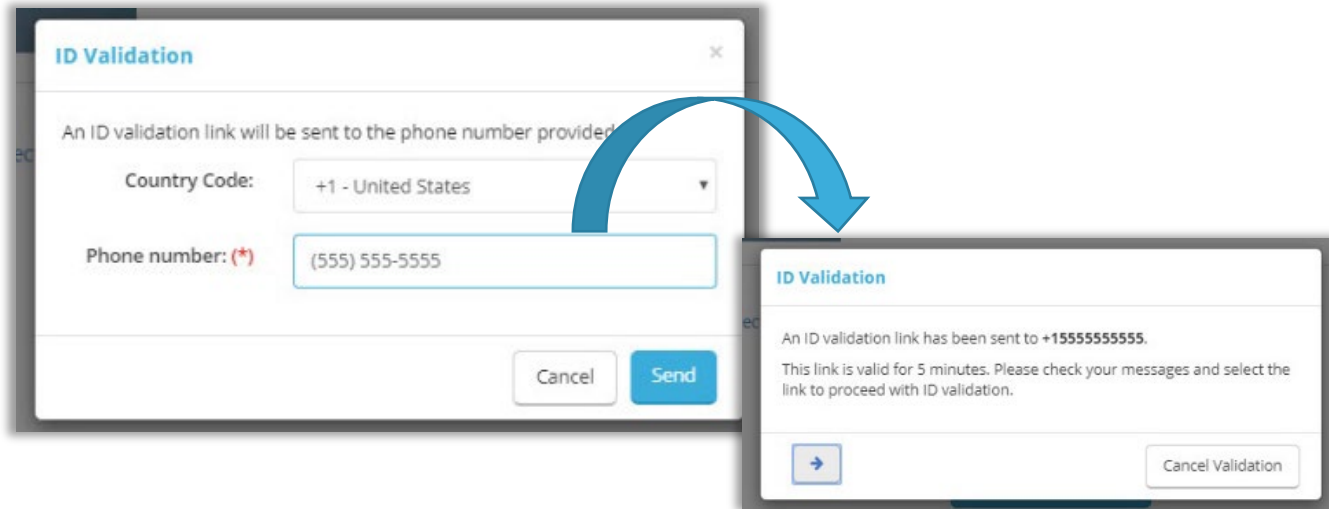 ID Validation
×
An ID validation link will be sent to the phone number provided
Country Code:
+1 - United States
Phone number: (*)
(555) 555-5555
Cancel
Send
ID Validation
An ID validation link has been sent to +15555555555.
This link is valid for 5 minutes. Please check your messages and select the
link to proceed with ID validation.
Cancel Validation